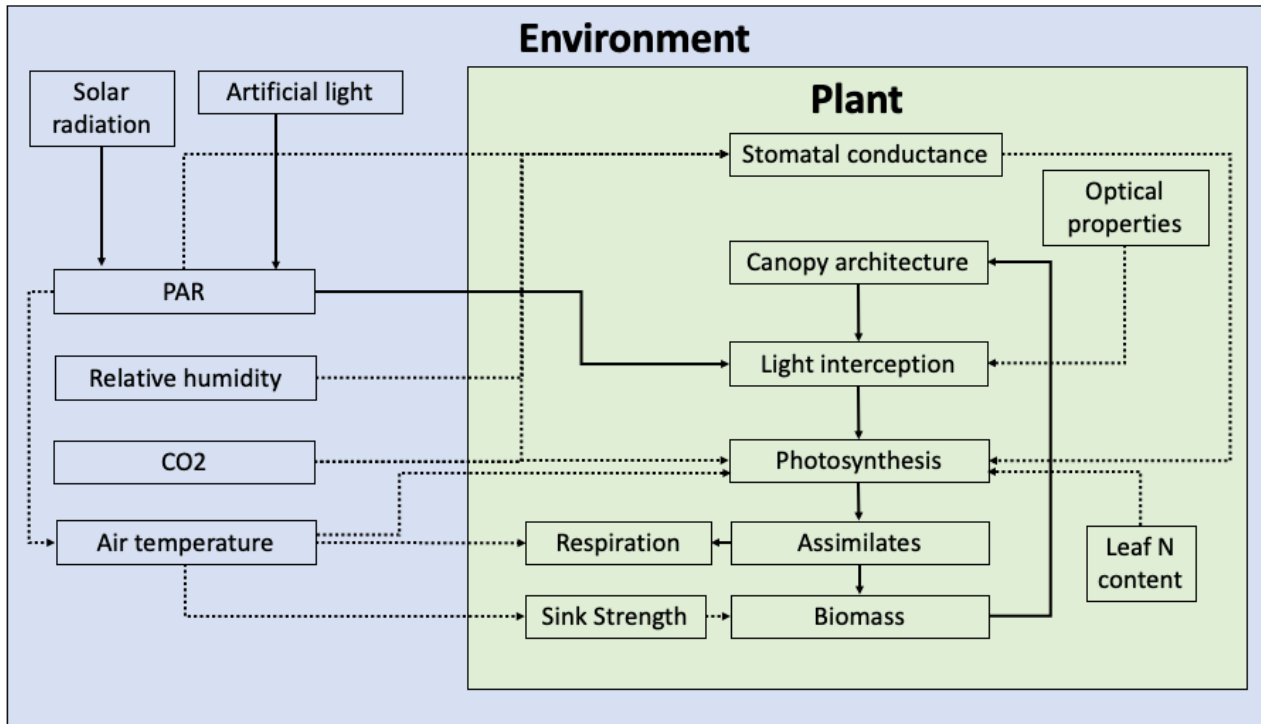 Environment
Solar
radiation
Artificial light
PAR
Relative humidity
CO2
Air temperature
Plant
Stomatal conductance
Optical
properties
Canopy architecture
Light interception
Photosynthesis
Respiration
Assimilates
Leaf N
content
Sink Strength
Biomass